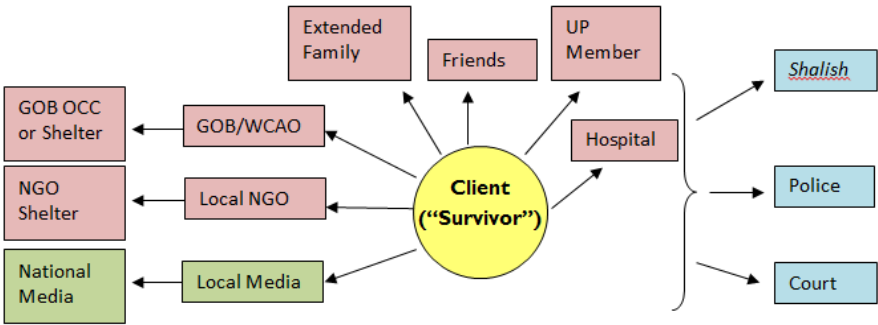 Extended
Family
Friends
UP
Member
Shalish
GOB OCC
or Shelter
GOB/WCAO
Hospital
NGO
Shelter
Local NGO
Client
(“Survivor”)
Police
National
Media
Local Media
Court